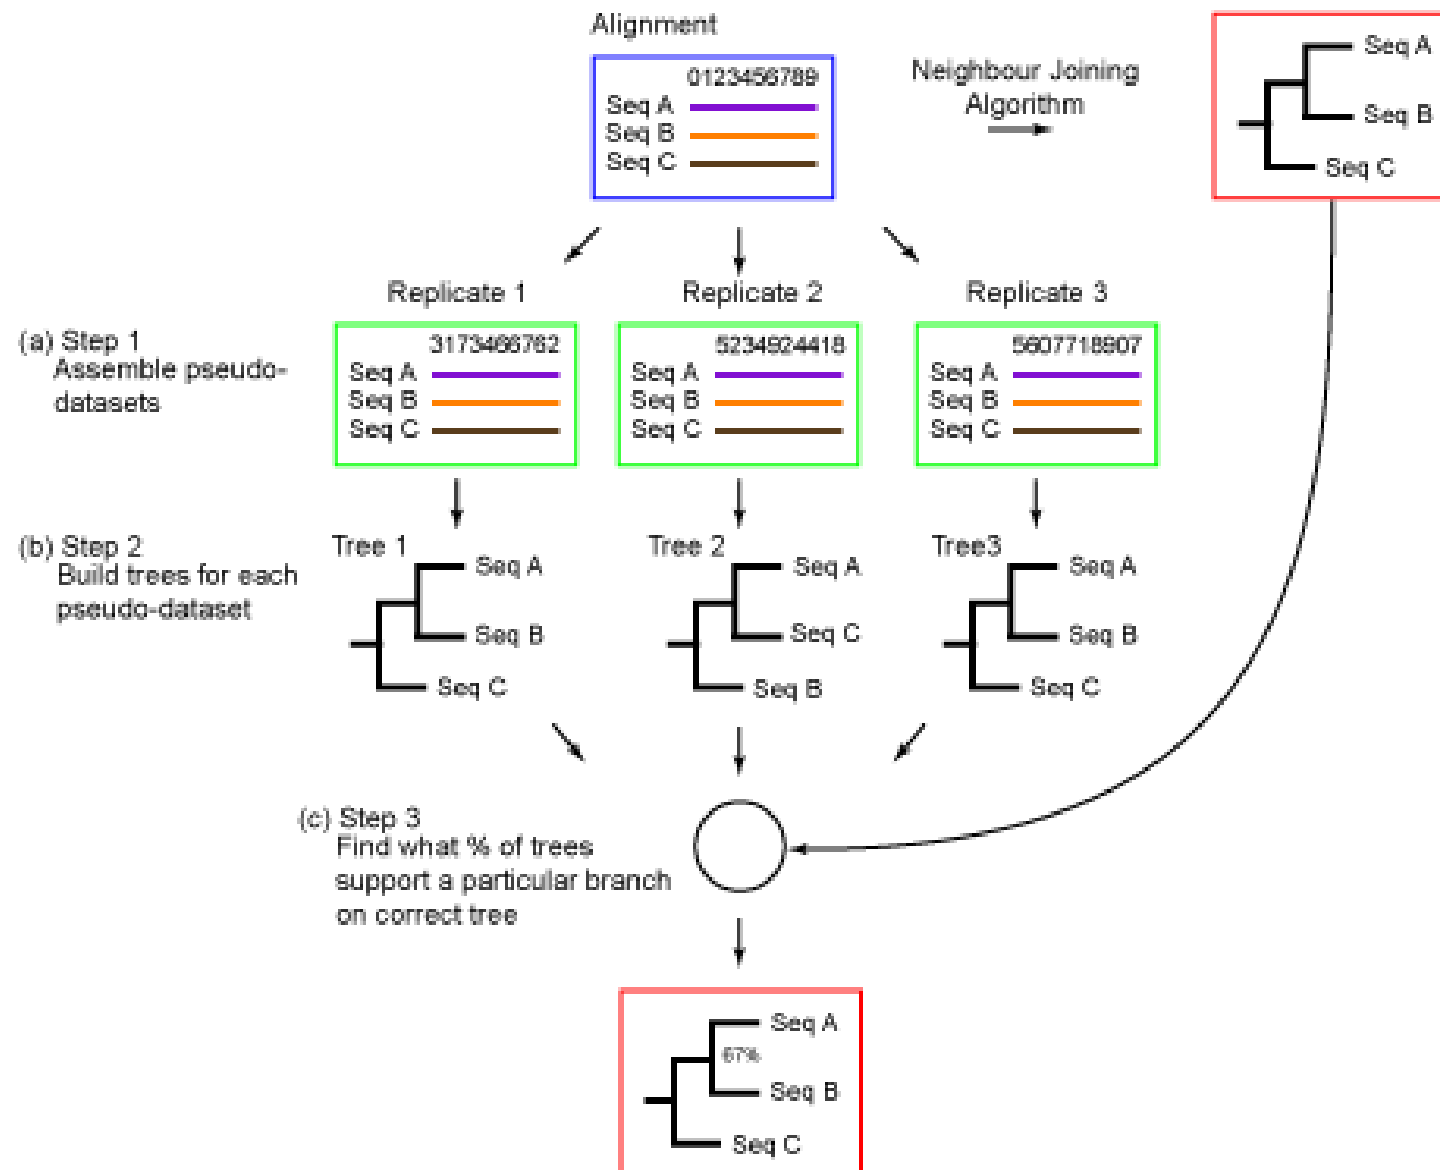 Alignment
0123456789
Seq A
Seq B
Seq C
Neighbour Joining
Algorithm
Seq A
Seq B
Seq C
Replicate 1
Replicate 2
Replicate 3
(a) Step 1
Assemble pseudo-
datasets
3173466762
Seq A
Seq B
Seq C
5234924418
Seq A
Seq B
Seq C
5607718907
Seq A
Seq B
Seq C
(b) Step 2
Build trees for each
pseudo-dataset
Tree 1
Seq A
Seq B
Seq C
Tree 2
Seq A
Seq C
Seq B
Tree3
Seq A
Seq B
Seq C
(c) Step 3
Find what % of trees
support a particular branch
on correct tree
Seq A
67%
Seq B
Seq C